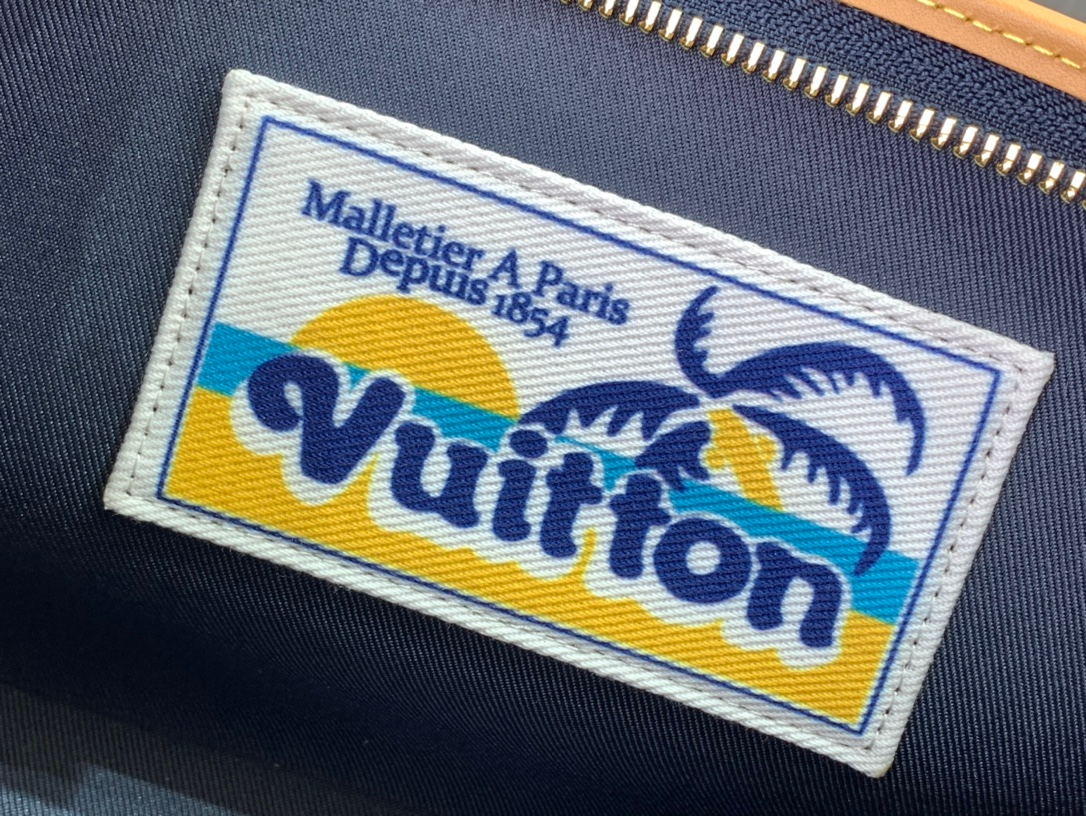 Malletier A Paris
Depuis 1854
Vuitton